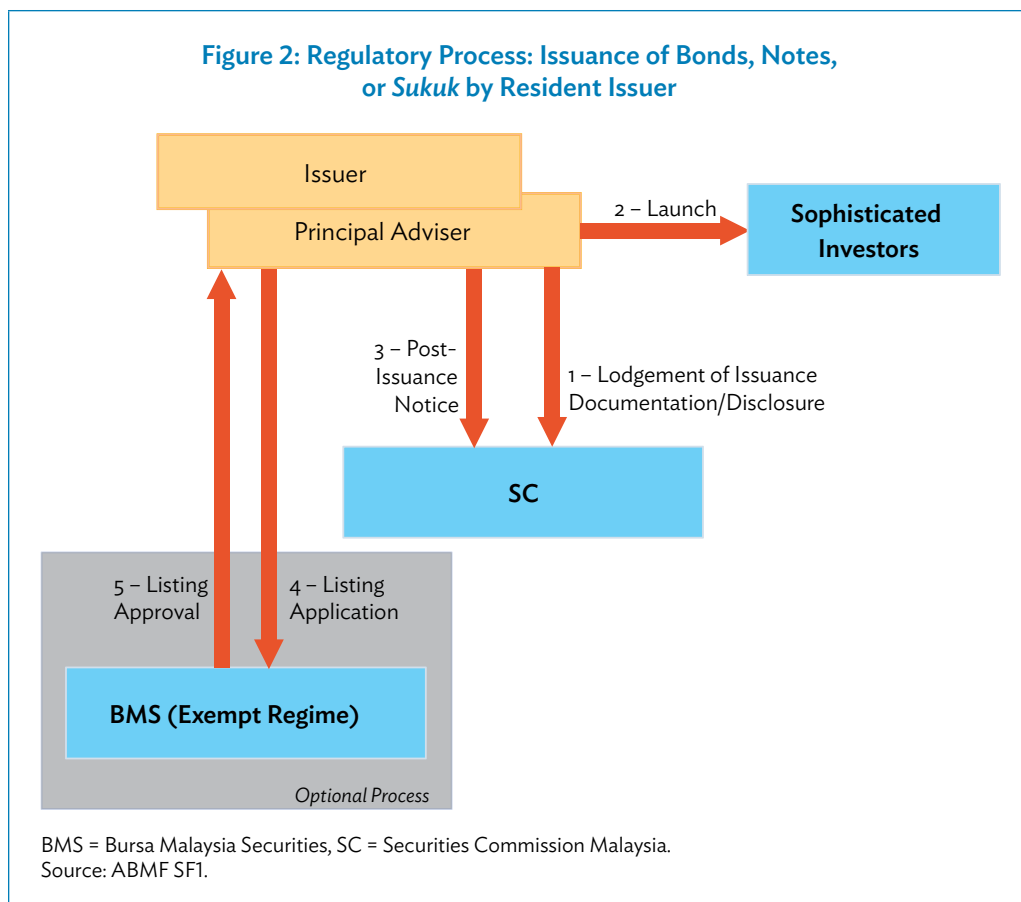 Figure 2: Regulatory Process: Issuance of Bonds, Notes,
or Sukuk by Resident Issuer
Issuer
Principal Adviser
2 – Launch
Sophisticated
Investors
3 – Post-
Issuance
Notice
1 – Lodgement of Issuance
Documentation/Disclosure
SC
5 – Listing
Approval
4 – Listing
Application
BMS (Exempt Regime)
Optional Process
BMS = Bursa Malaysia Securities, SC = Securities Commission Malaysia.
Source: ABMF SF1.